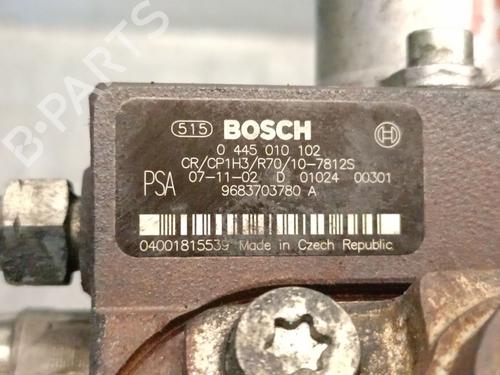 515 BOSCH
0 445 010 102
CR/CP1H3/R70/10-7812S
PSA 07-11-02 D 01024 00301
9683703780 A
04001815539 Made in Czech Republic